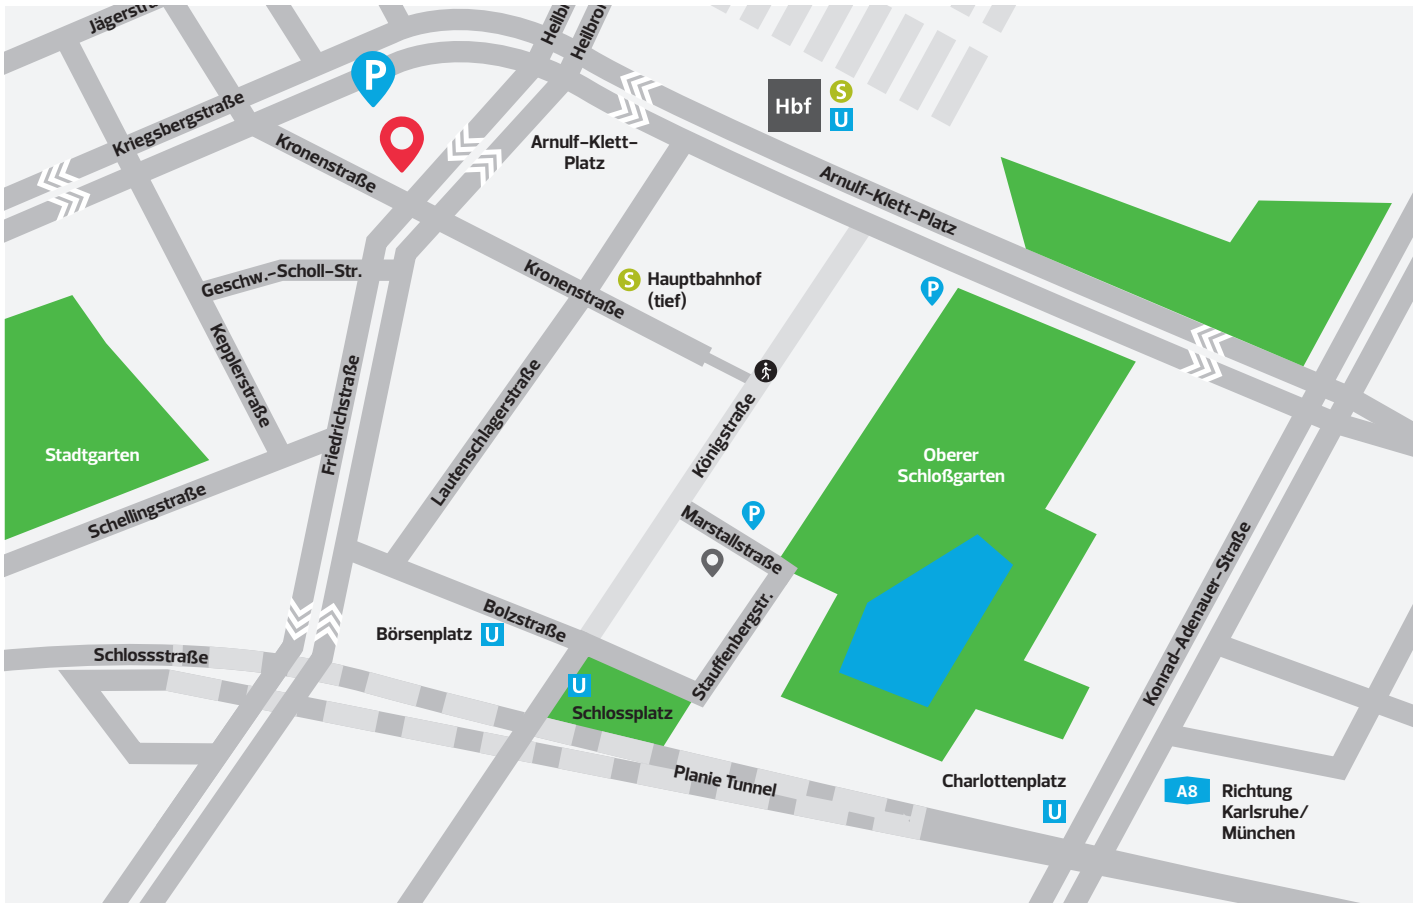 Jägerstr
Heilbr
Heilbron
P
Kriegsbergstraße
Hbf
S
U
Kronenstraße
Arnulf-Klett-
Platz
Arnulf-Klett-Platz
Geschw.-Scholl-Str.
Kronenstraße
S
Hauptbahnhof
(tief)
P
Kepplerstraße
Friedrichstraße
Lautenschlagerstraße
Königstraße
Stadtgarten
Oberer
Schloßgarten
Schellingstraße
P
Marstallstraße
Konrad-Adenauer-Straße
Bolzstraße
Börsenplatz U
Stauffenbergstr.
Schlossstraße
U
Schlossplatz
Planie Tunnel
Charlottenplatz
U
A8
Richtung
Karlsruhe/
München